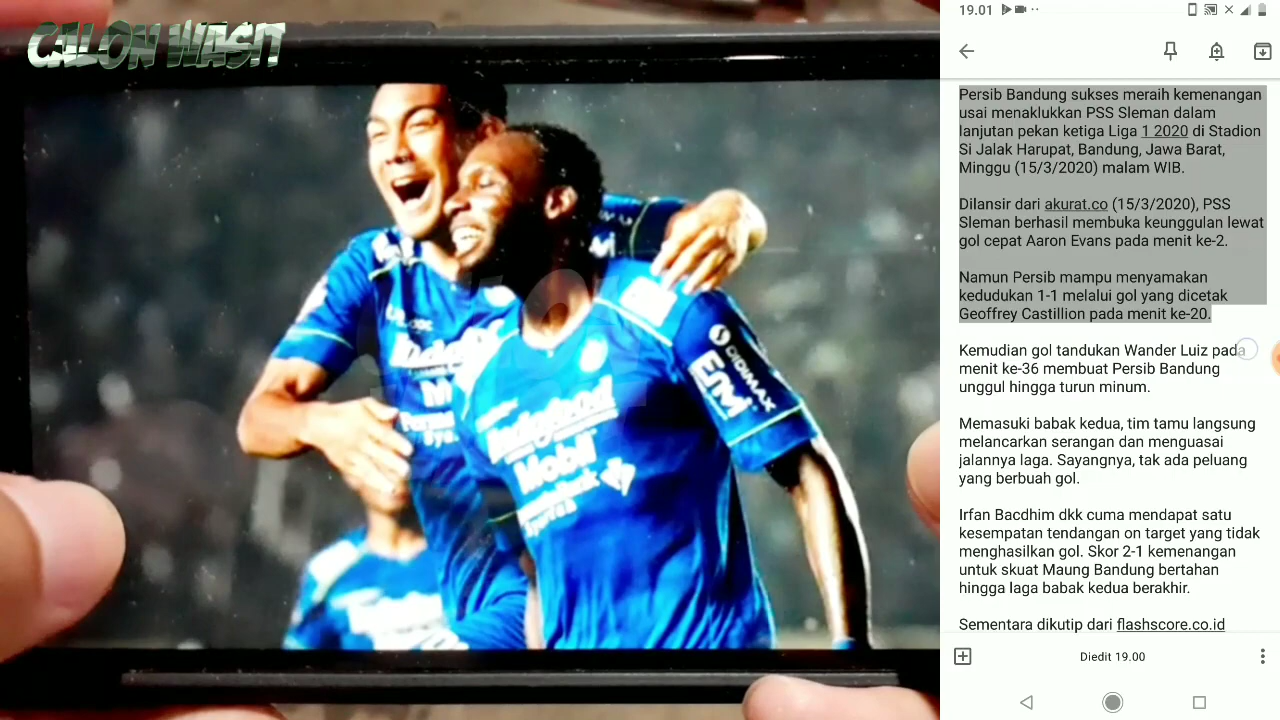 CALON WASIT
DIDIMAX
Indofood
Mobil
19.01
Persib Bandung sukses meraih kemenangan
usai menaklukkan PSS Sleman dalam
lanjutan pekan ketiga Liga 1 2020 di Stadion
Si Jalak Harupat, Bandung, Jawa Barat,
Minggu (15/3/2020) malam WIB.
Dilansir dari akurat.co (15/3/2020), PSS
Sleman berhasil membuka keunggulan lewat
gol cepat Aaron Evans pada menit ke-2.
Namun Persib mampu menyamakan
kedudukan 1-1 melalui gol yang dicetak
Geoffrey Castillion pada menit ke-20.
Kemudian gol tandukan Wander Luiz pada
menit ke-36 membuat Persib Bandung
unggul hingga turun minum.
Memasuki babak kedua, tim tamu langsung
melancarkan serangan dan menguasai
jalannya laga. Sayangnya, tak ada peluang
yang berbuah gol.
Irfan Bacdhim dkk cuma mendapat satu
kesempatan tendangan on target yang tidak
menghasilkan gol. Skor 2-1 kemenangan
untuk skuat Maung Bandung bertahan
hingga laga babak kedua berakhir.
Sementara dikutip dari flashscore.co.id
Diedit 19.00